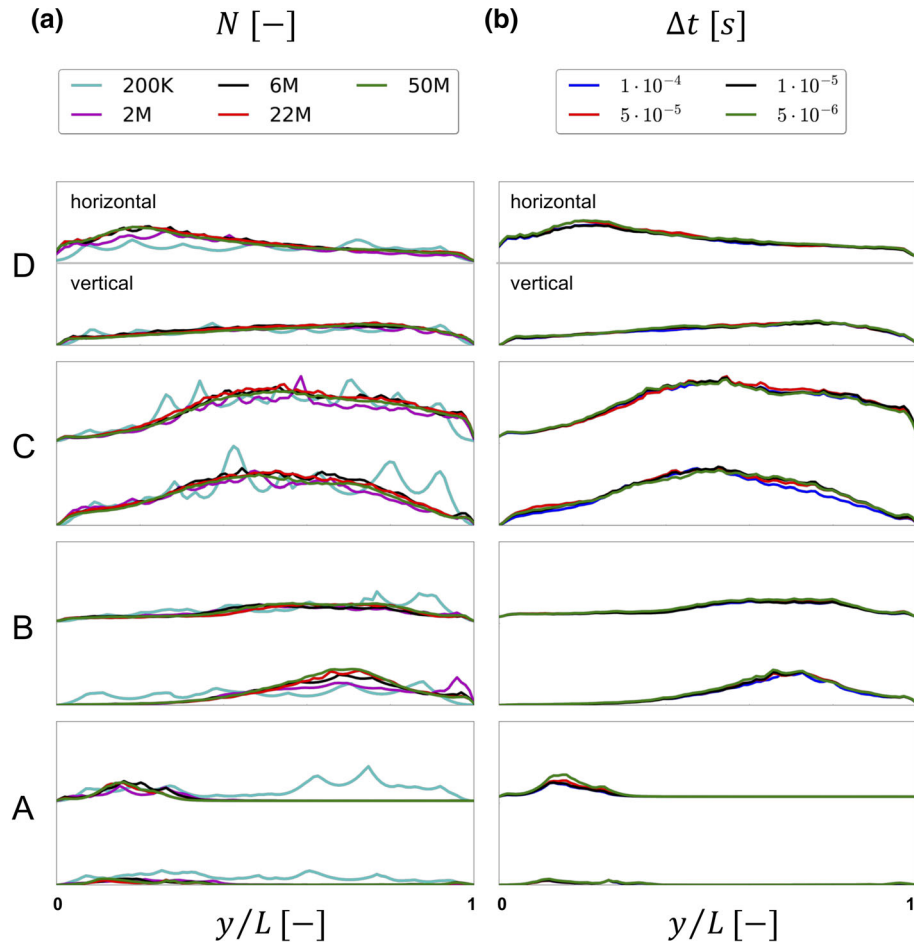 (a) N [−] (b) Δt [s]
200K 6M 50M 1 · 10⁻⁴ 1 · 10⁻⁵
2M 22M 5 · 10⁻⁵ 5 · 10⁻⁶
horizontal horizontal
D
vertical vertical
C
B
A
0 1 0 1
y/L [−] y/L [−]